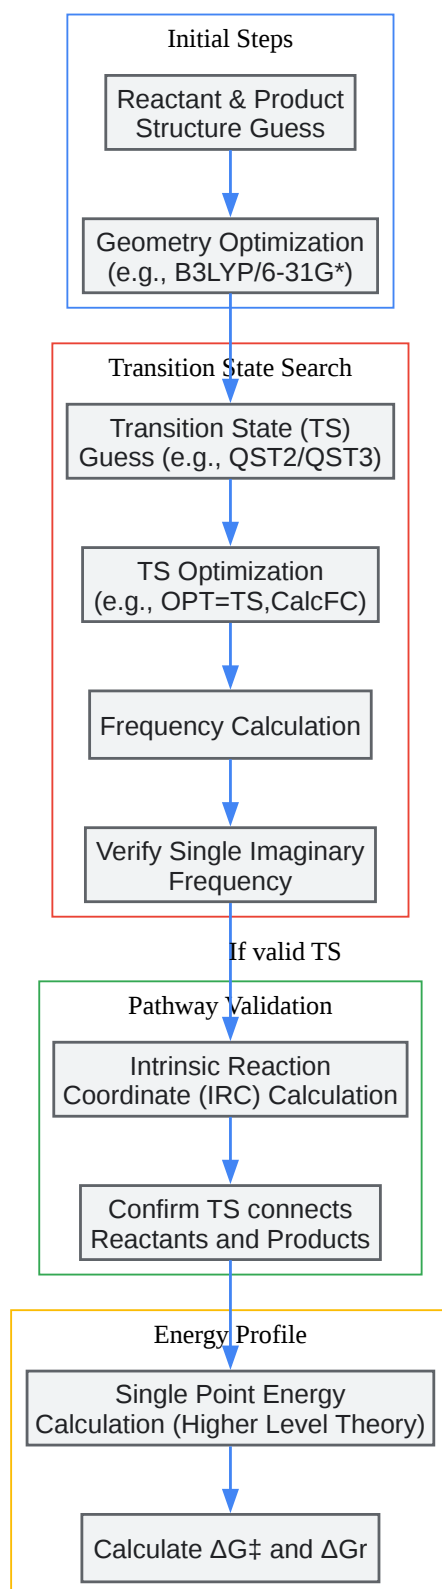 Initial Steps
Reactant & Product
Structure Guess
Geometry Optimization
(e.g., B3LYP/6-31G*)
Transition State Search
Transition State (TS)
Guess (e.g., QST2/QST3)
TS Optimization
(e.g., OPT=TS,CalcFC)
Frequency Calculation
Verify Single Imaginary
Frequency
If valid TS
Pathway Validation
Intrinsic Reaction
Coordinate (IRC) Calculation
Confirm TS connects
Reactants and Products
Energy Profile
Single Point Energy
Calculation (Higher Level Theory)
Calculate ΔG‡ and ΔGr